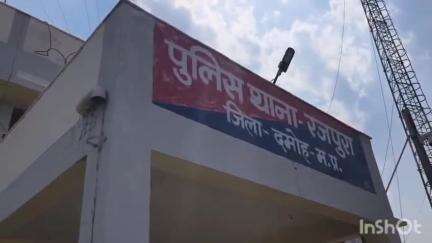 पुलिस थाना- रजपुरा
जिला- दमोह- म.प्र.
InShOt